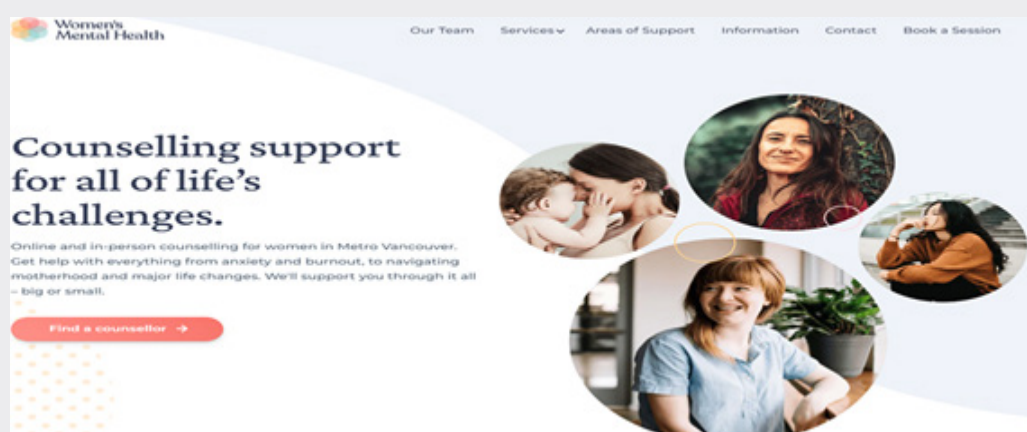 Women's
Mental Health
Our Team Services Areas of Support Information Contact Book a Session
Counselling support
for all of life's
challenges.
Online and in-person counselling for women in Metro Vancouver.
Get help with everything from anxiety and burnout, to navigating
motherhood and major life changes. We'll support you through it all
– big or small.
Find a counsellor →